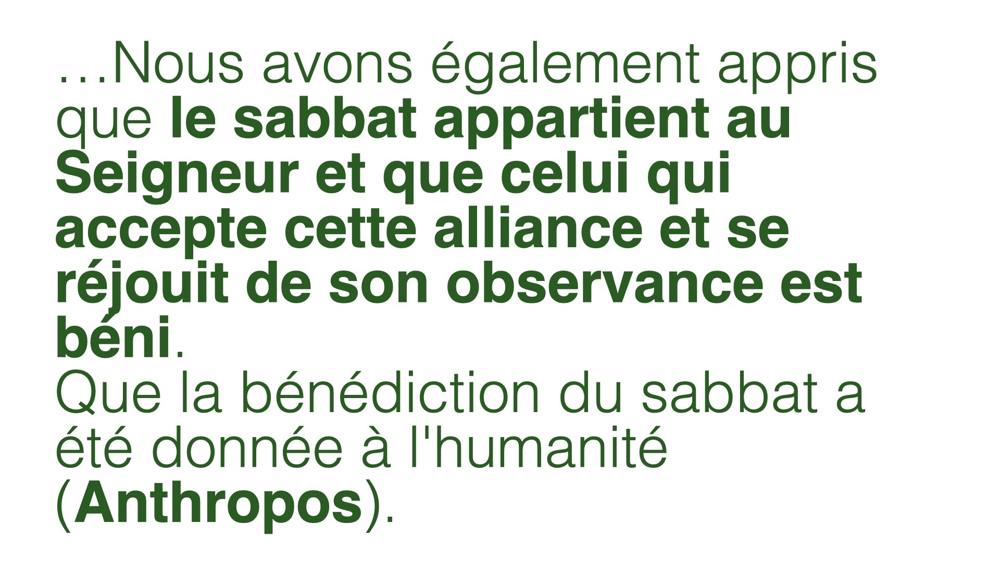 …Nous avons également appris
que le sabbat appartient au
Seigneur et que celui qui
accepte cette alliance et se
réjouit de son observance est
béni.
Que la bénédiction du sabbat a
été donnée à l'humanité
(Anthropos).